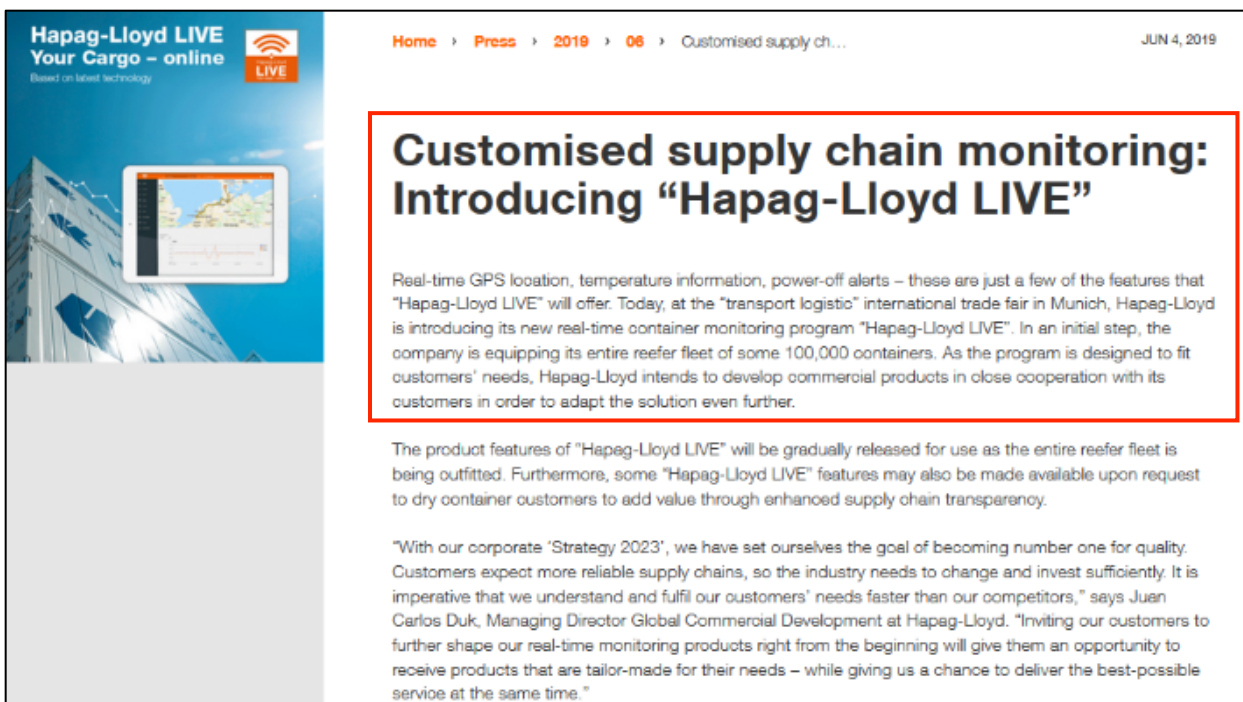 Hapag-Lloyd LIVE
Your Cargo – online
Based on latest technology
LIVE
Home › Press › 2019 › 06 › Customised supply ch...
JUN 4, 2019
Customised supply chain monitoring:
Introducing “Hapag-Lloyd LIVE”
Real-time GPS location, temperature information, power-off alerts – these are just a few of the features that
“Hapag-Lloyd LIVE” will offer. Today, at the “transport logistic” international trade fair in Munich, Hapag-Lloyd
is introducing its new real-time container monitoring program “Hapag-Lloyd LIVE”. In an initial step, the
company is equipping its entire reefer fleet of some 100,000 containers. As the program is designed to fit
customers’ needs, Hapag-Lloyd intends to develop commercial products in close cooperation with its
customers in order to adapt the solution even further.
The product features of “Hapag-Lloyd LIVE” will be gradually released for use as the entire reefer fleet is
being outfitted. Furthermore, some “Hapag-Lloyd LIVE” features may also be made available upon request
to dry container customers to add value through enhanced supply chain transparency.
“With our corporate ‘Strategy 2023’, we have set ourselves the goal of becoming number one for quality.
Customers expect more reliable supply chains, so the industry needs to change and invest sufficiently. It is
imperative that we understand and fulfil our customers’ needs faster than our competitors,” says Juan
Carlos Duk, Managing Director Global Commercial Development at Hapag-Lloyd. “Inviting our customers to
further shape our real-time monitoring products right from the beginning will give them an opportunity to
receive products that are tailor-made for their needs – while giving us a chance to deliver the best-possible
service at the same time.”